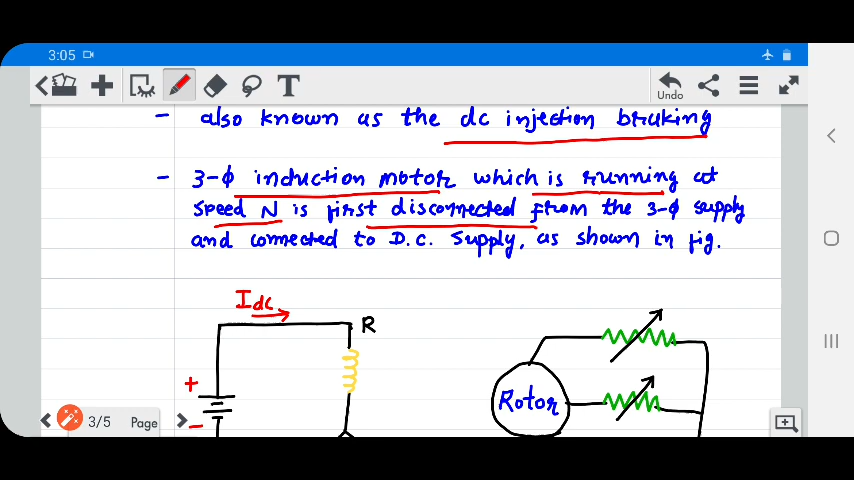 3:05
Undo
- also known as the dc injection braking
- 3-ϕ induction motor which is running at
speed N is first disconnected from the 3-ϕ supply
and connected to D.C. supply, as shown in fig.
Idc
R
+
Rotor
-
3/5 Page